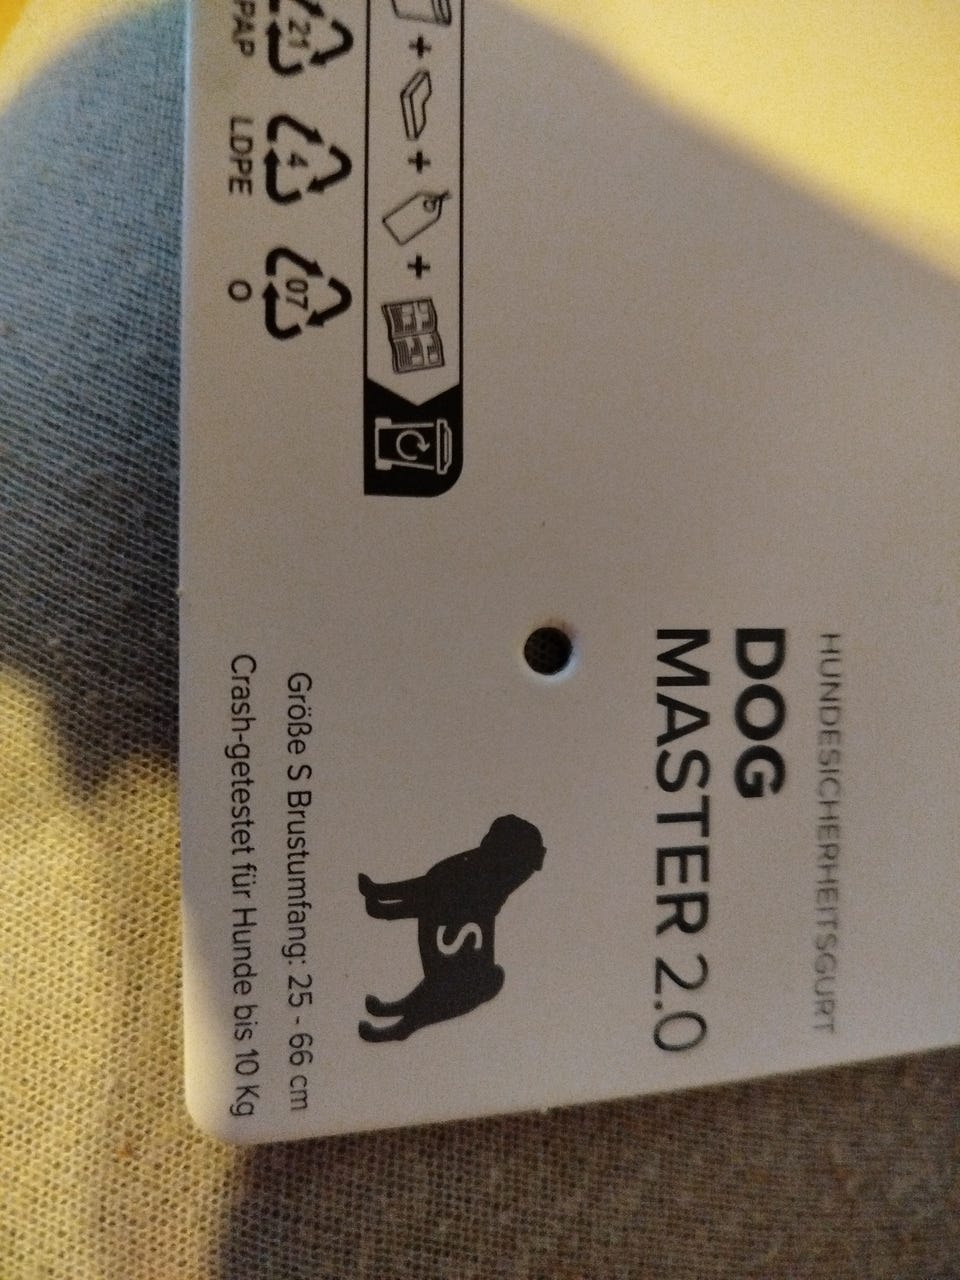 HUNDESICHERHEITSGURT
DOG
MASTER 2.0
S
Größe S Brustumfang: 25 - 66 cm
Crash-getestet für Hunde bis 10 Kg
21
PAP
4
LDPE
07
O